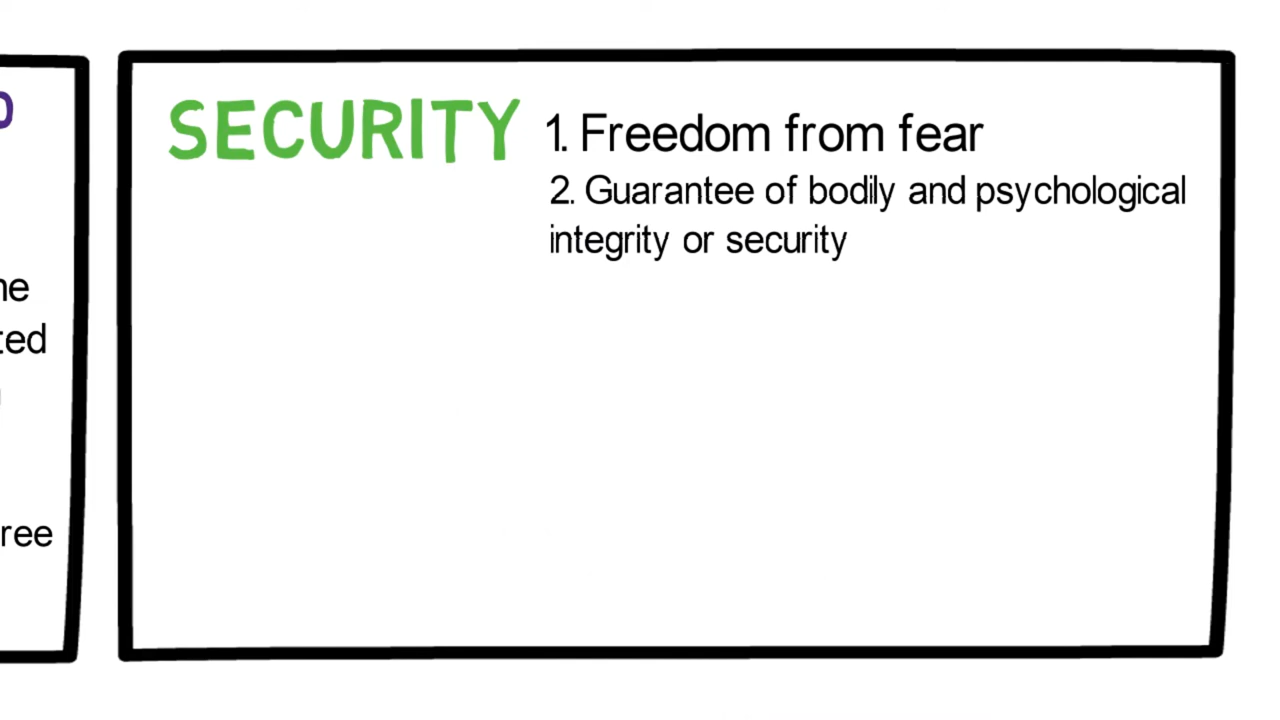 SECURITY
1. Freedom from fear
2. Guarantee of bodily and psychological
integrity or security